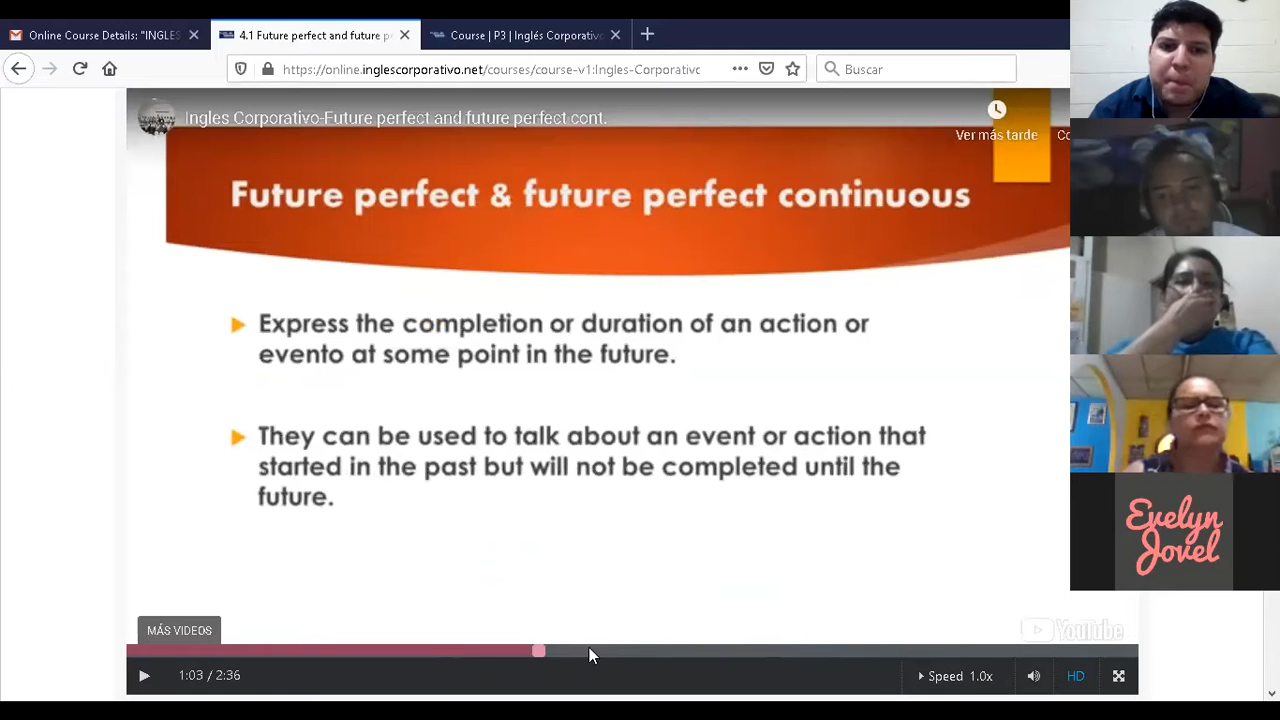 Online Course Details: "INGLES
4.1 Future perfect and future p
Course | P3 | Inglés Corporativo
https://online.inglescorporativo.net/courses/course-v1:Ingles-Corporativo
Buscar
Ingles Corporativo-Future perfect and future perfect cont.
Ver más tarde
Co
Future perfect & future perfect continuous
Express the completion or duration of an action or
evento at some point in the future.
They can be used to talk about an event or action that
started in the past but will not be completed until the
future.
Evelyn
Jovel
MÁS VIDEOS
YouTube
1:03 / 2:36
Speed 1.0x
HD